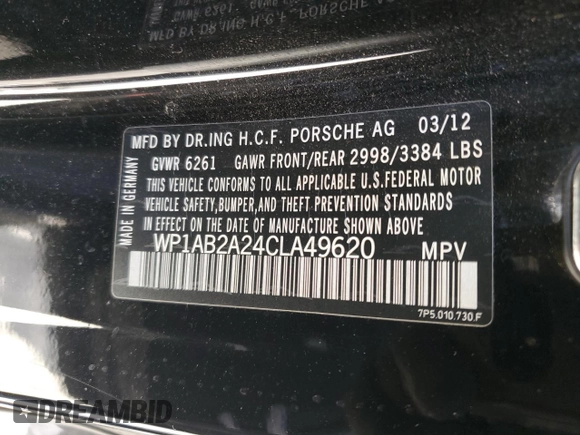 MFD BY DR.ING H.C.F. PORSCHE AG 03/12
GVWR 6261 GAWR FRONT/REAR 2998/3384 LBS
THIS VEHICLE CONFORMS TO ALL APPLICABLE U.S.FEDERAL MOTOR
VEHICLE SAFETY,BUMPER,AND THEFT PREVENTION STANDARDS
IN EFFECT ON THE DATE OF MANUFACTURE SHOWN ABOVE
WP1AB2A24CLA49620 MPV
MADE IN GERMANY
7P5.010.730.F
DREAMBID